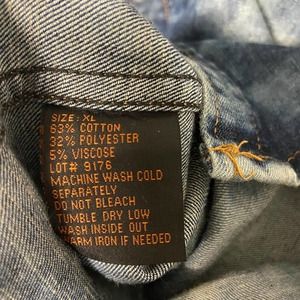 SIZE: XL
63% COTTON
32% POLYESTER
5% VISCOSE
LOT# 9176
MACHINE WASH COLD
SEPARATELY
DO NOT BLEACH
TUMBLE DRY LOW
WASH INSIDE OUT
WARM IRON IF NEEDED